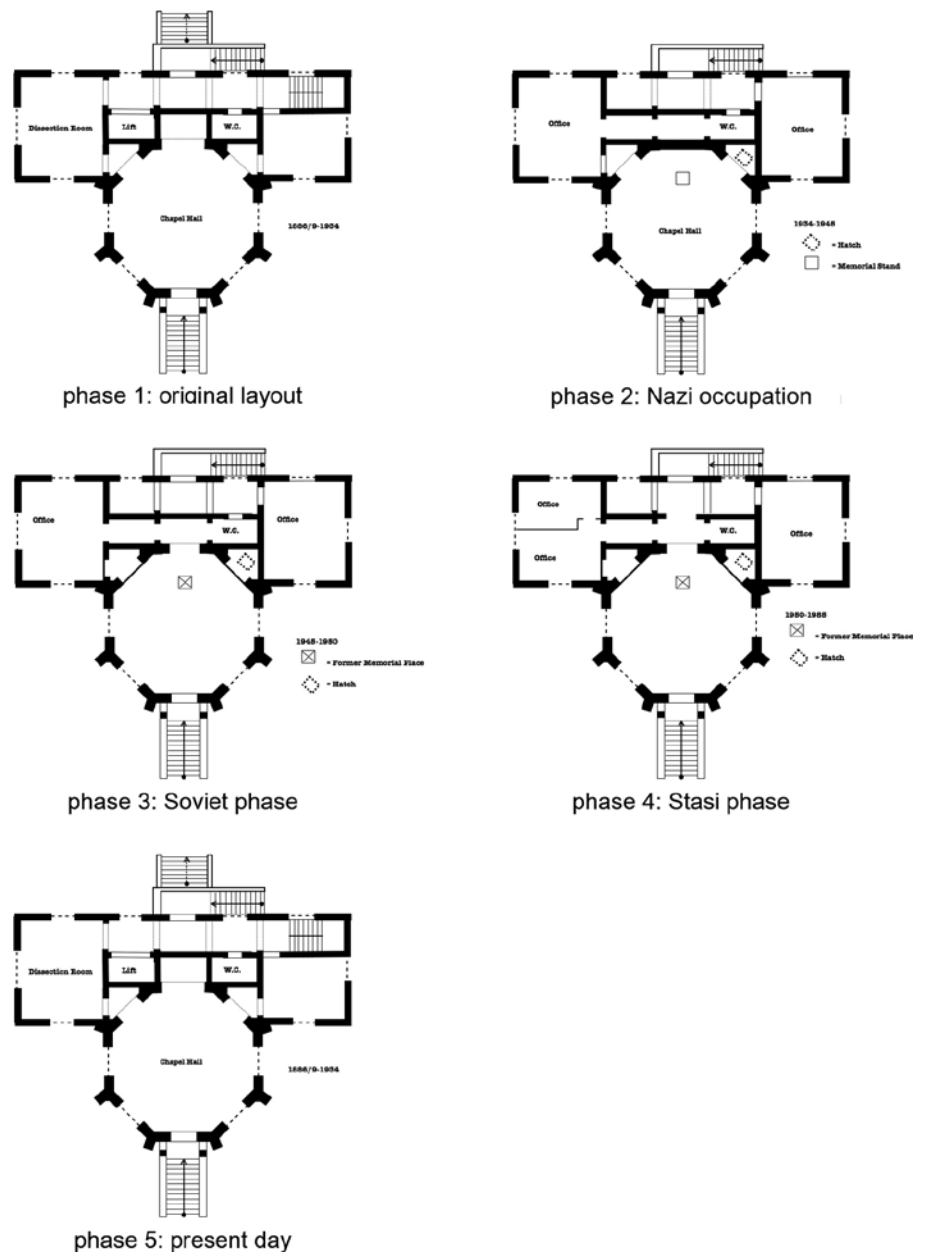 Dissection Room
Lift
W.C.
Chapel Hall
1886/9-1934
phase 1: original layout
Office
W.C.
Office
Chapel Hall
1934-1945
= Hatch
= Memorial Stand
phase 2: Nazi occupation
Office
W.C.
Office
1945-1950
= Former Memorial Place
= Hatch
phase 3: Soviet phase
Office
Office
W.C.
Office
1950-1988
= Former Memorial Place
= Hatch
phase 4: Stasi phase
Dissection Room
Lift
W.C.
Chapel Hall
1886/9-1934
phase 5: present day